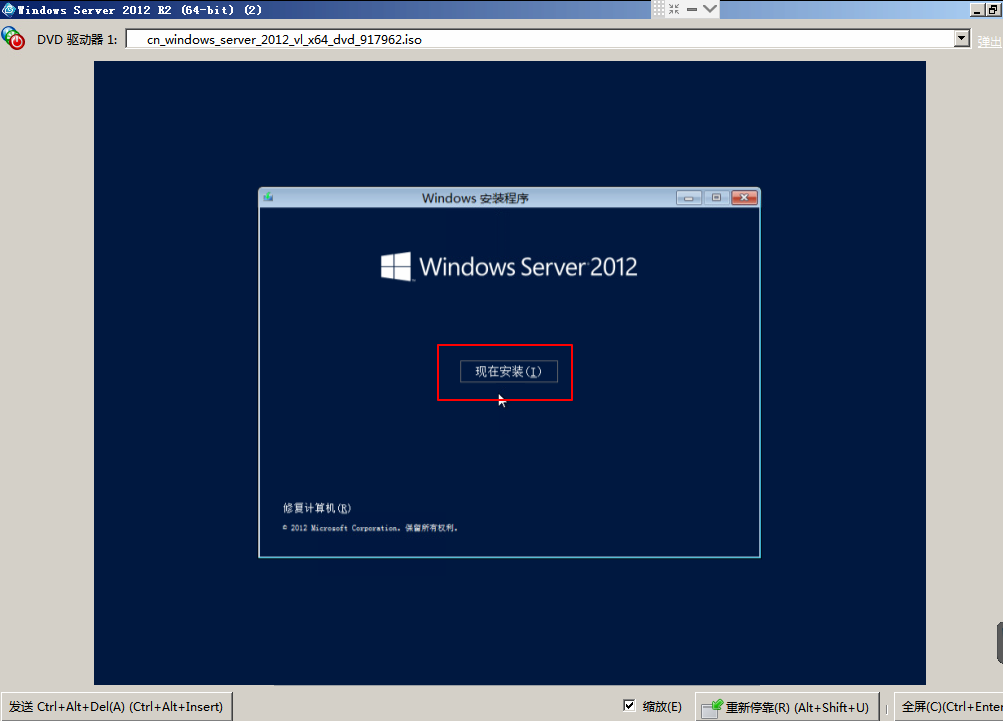 Windows Server 2012 R2 (64-bit) (2)
DVD 驱动器 1: cn_windows_server_2012_vl_x64_dvd_917962.iso 弹出
Windows 安装程序
Windows Server 2012
现在安装(I)
修复计算机(R)
© 2012 Microsoft Corporation。保留所有权利。
发送 Ctrl+Alt+Del(A) (Ctrl+Alt+Insert) 缩放(E) 重新停靠(R) (Alt+Shift+U) 全屏(C)(Ctrl+Enter